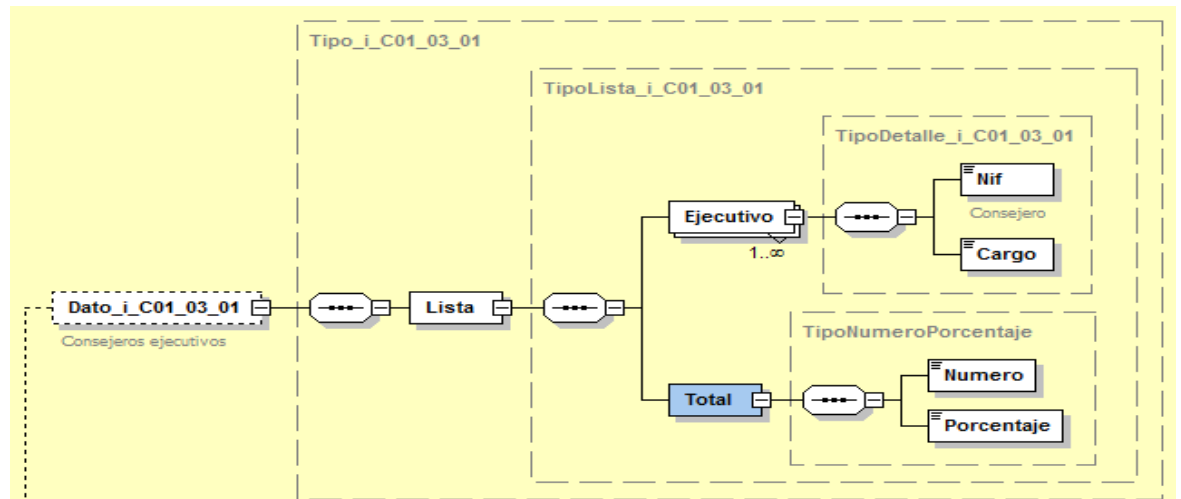 Tipo_i_C01_03_01
TipoLista_i_C01_03_01
TipoDetalle_i_C01_03_01
Nif
Consejero
Ejecutivo
1..∞
Cargo
Dato_i_C01_03_01
Lista
Consejeros ejecutivos
TipoNumeroPorcentaje
Numero
Total
Porcentaje